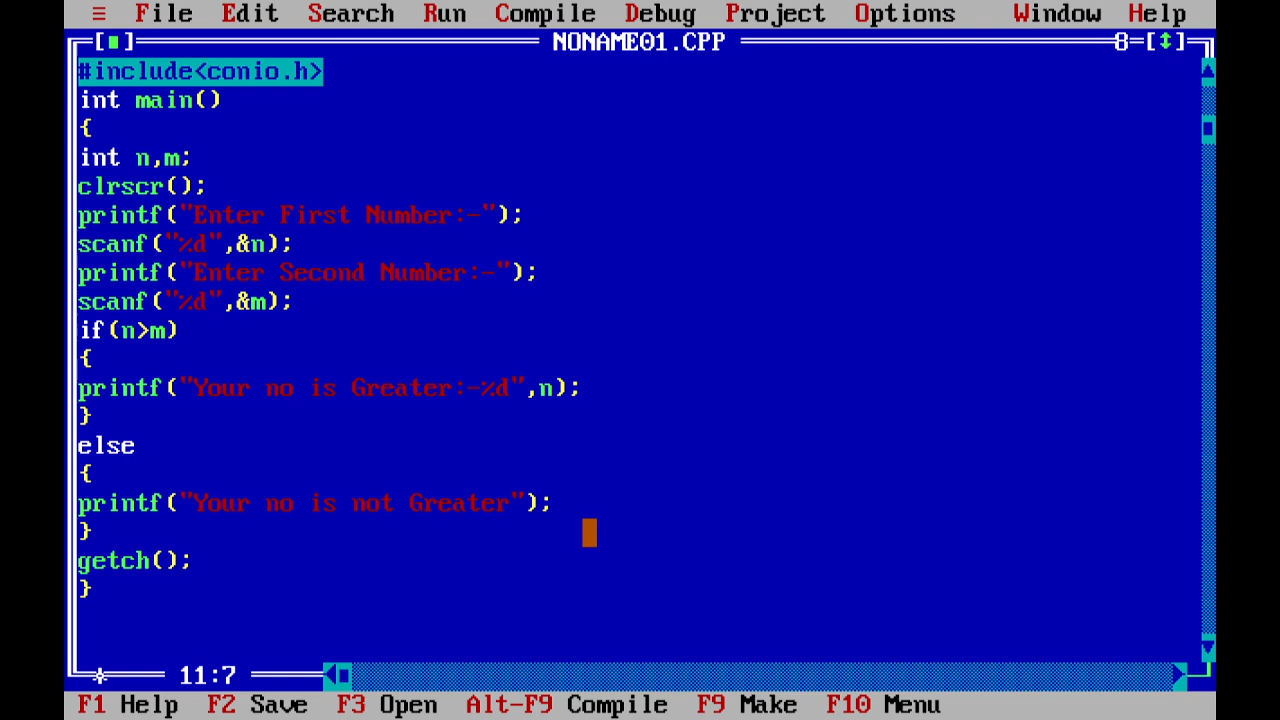 ≡ File Edit Search Run Compile Debug Project Options Window Help
[■] NONAME01.CPP 8=[↕]
#include<conio.h>
int main()
{
int n,m;
clrscr();
printf("Enter First Number:-");
scanf("%d",&n);
printf("Enter Second Number:-");
scanf("%d",&m);
if(n>m)
{
printf("Your no is Greater:-%d",n);
}
else
{
printf("Your no is not Greater");
}
getch();
}
11:7
F1 Help F2 Save F3 Open Alt-F9 Compile F9 Make F10 Menu